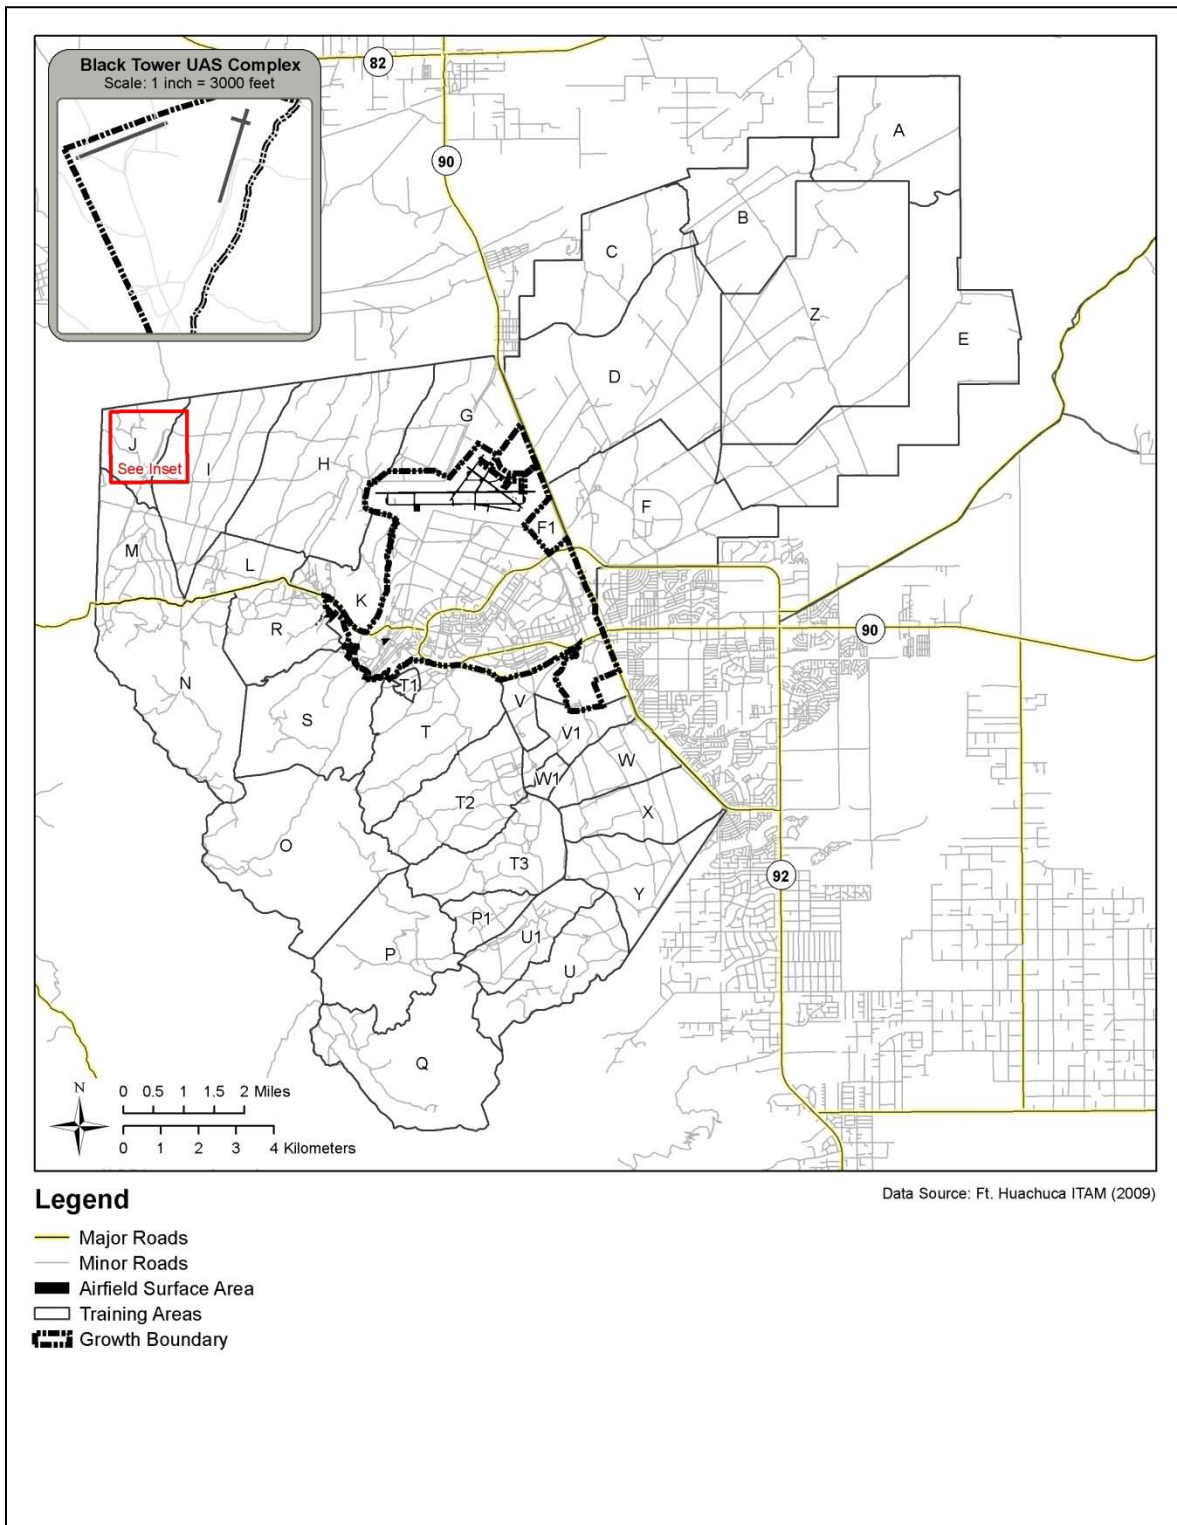 Black Tower UAS Complex
Scale: 1 inch = 3000 feet
82
90
A
B
C
Z
D
E
G
J
See Inset
I
H
F
F1
M
L
K
R
90
N
S
T1
T
V
V1
W
W1
T2
X
O
T3
92
Y
P1
U1
P
U
Q
N
0 0.5 1 1.5 2 Miles
0 1 2 3 4 Kilometers
Legend
Data Source: Ft. Huachuca ITAM (2009)
Major Roads
Minor Roads
Airfield Surface Area
Training Areas
Growth Boundary